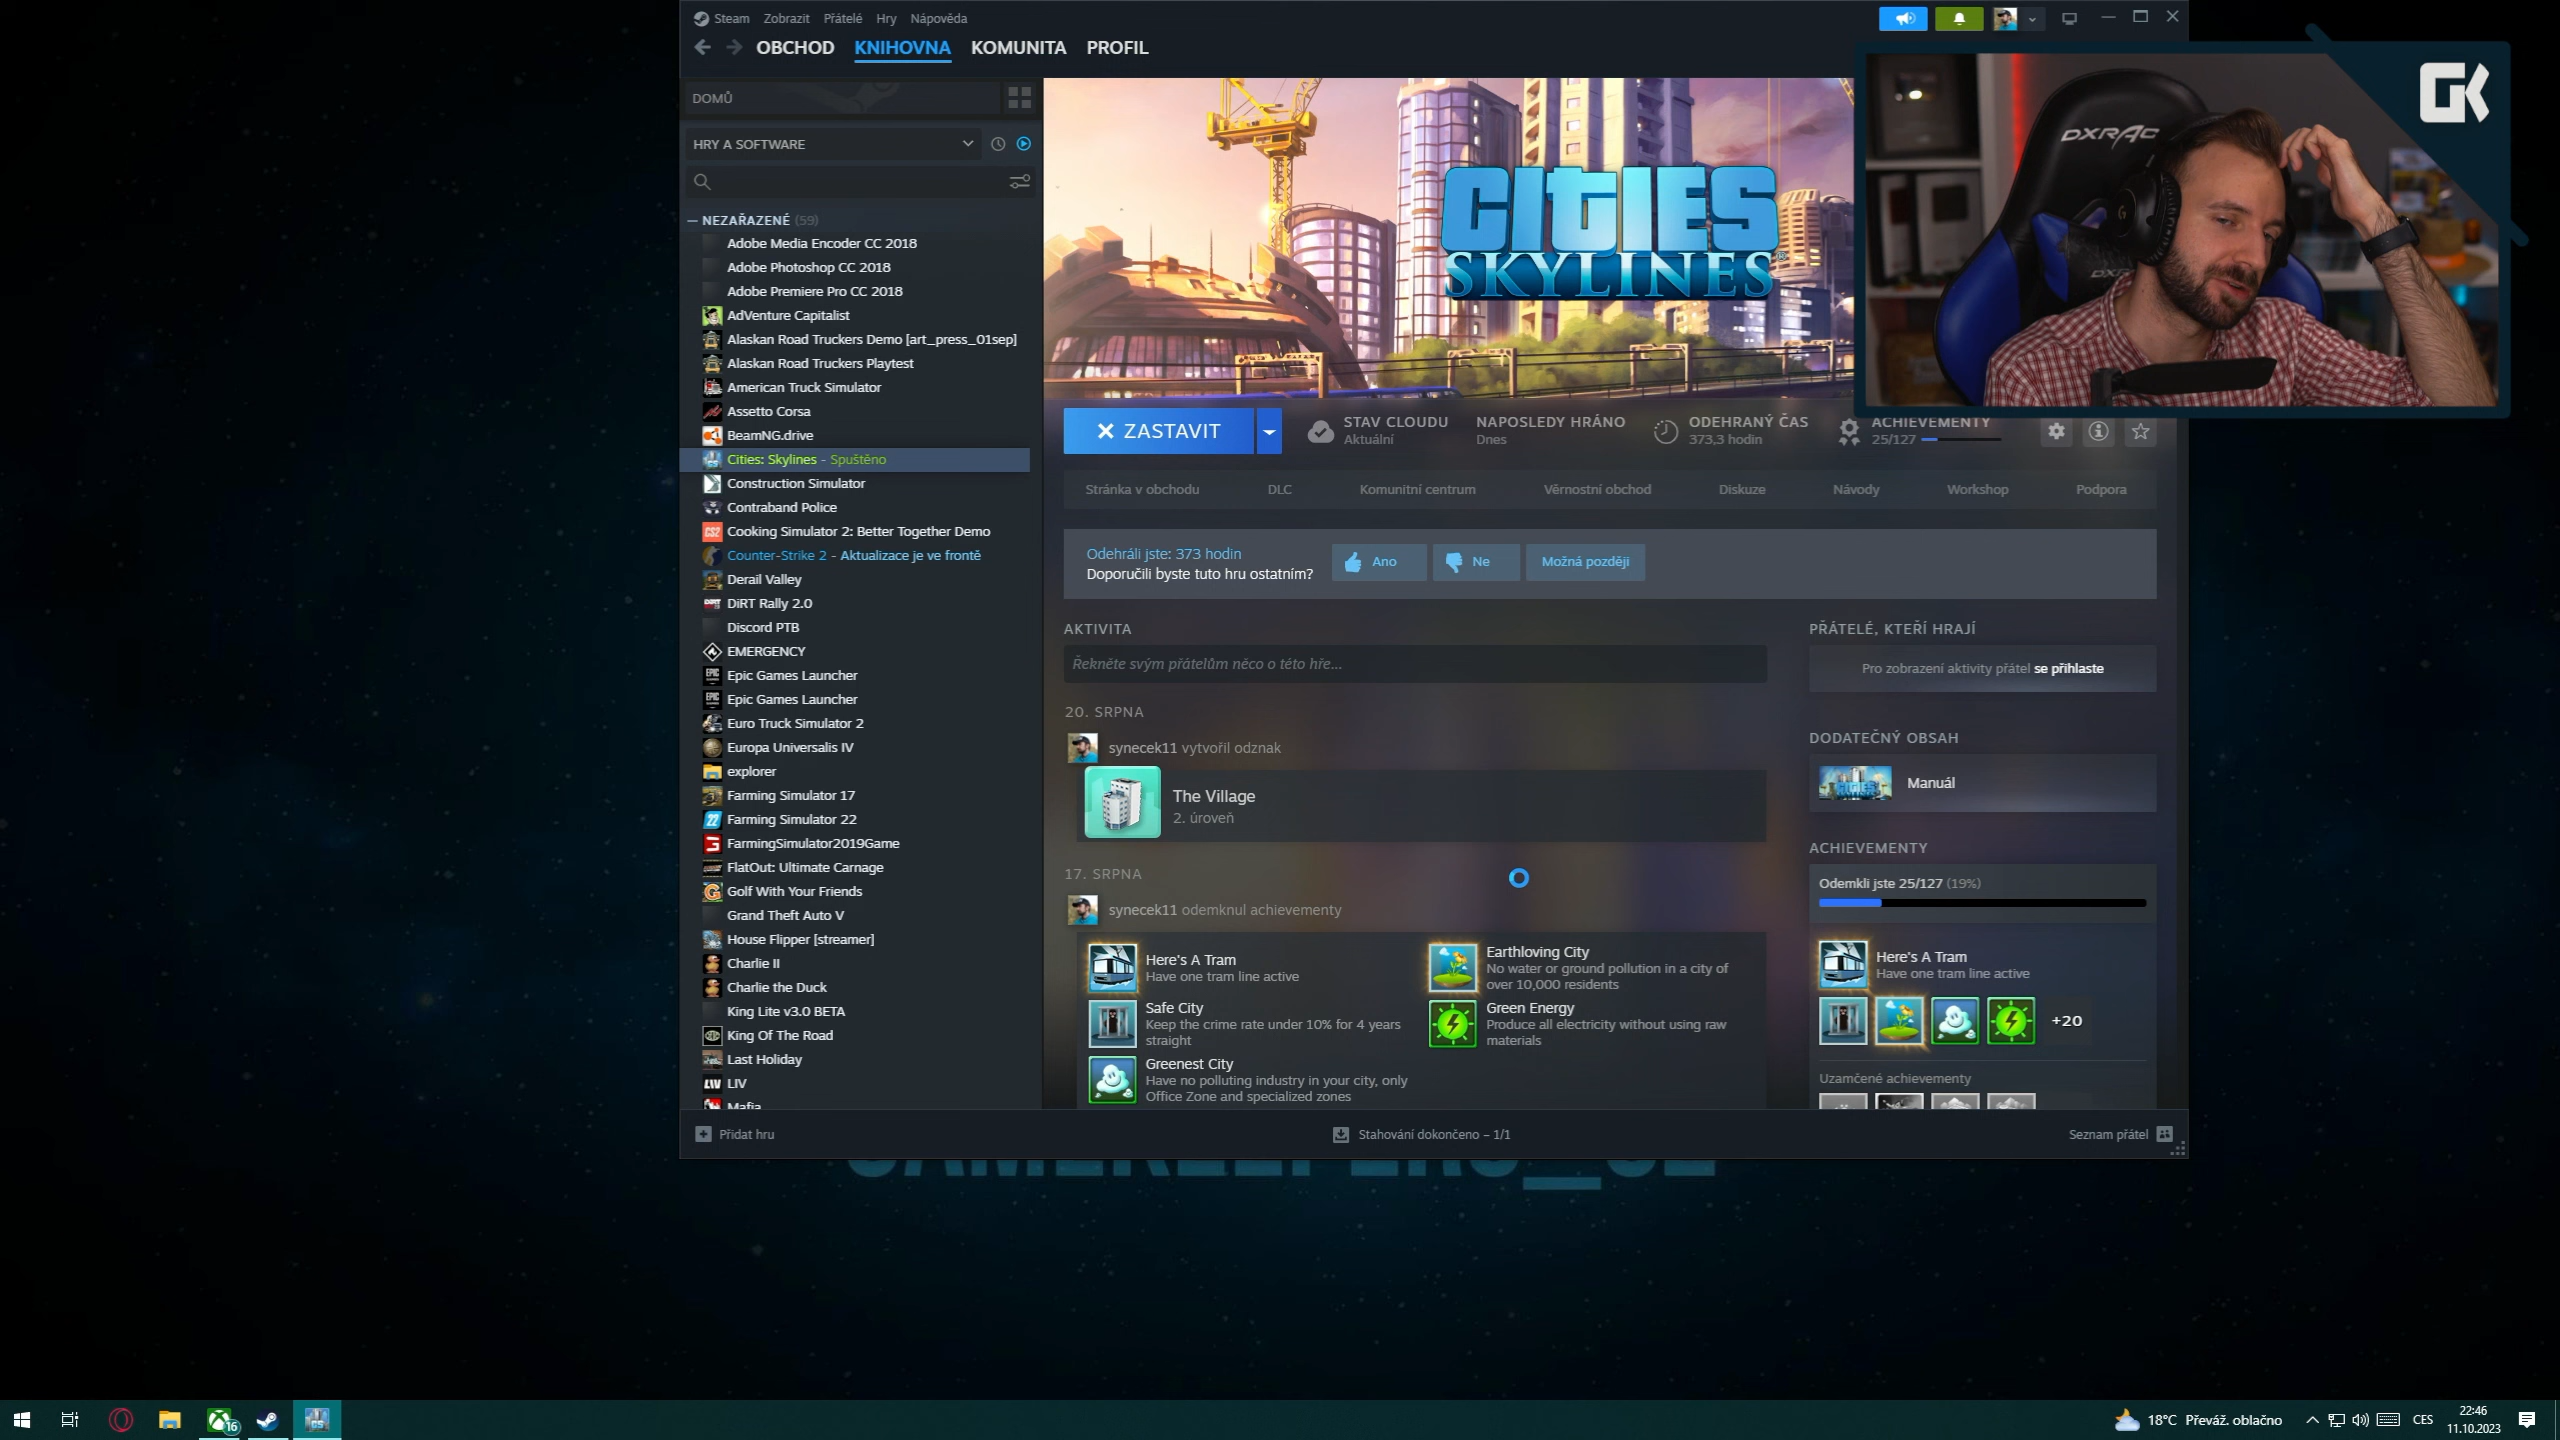 Steam Zobrazit Přátelé Hry Nápověda
OBCHOD KNIHOVNA KOMUNITA PROFIL
DOMŮ
HRY A SOFTWARE
NEZAŘAZENÉ (59)
Adobe Media Encoder CC 2018
Adobe Photoshop CC 2018
Adobe Premiere Pro CC 2018
AdVenture Capitalist
Alaskan Road Truckers Demo [art_press_01sep]
Alaskan Road Truckers Playtest
American Truck Simulator
Assetto Corsa
BeamNG.drive
Cities: Skylines - Spuštěno
Construction Simulator
Contraband Police
Cooking Simulator 2: Better Together Demo
Counter-Strike 2 - Aktualizace je ve frontě
Derail Valley
DiRT Rally 2.0
Discord PTB
EMERGENCY
Epic Games Launcher
Epic Games Launcher
Euro Truck Simulator 2
Europa Universalis IV
explorer
Farming Simulator 17
Farming Simulator 22
FarmingSimulator2019Game
FlatOut: Ultimate Carnage
Golf With Your Friends
Grand Theft Auto V
House Flipper [streamer]
Charlie II
Charlie the Duck
King Lite v3.0 BETA
King Of The Road
Last Holiday
LIV
Mafia
CITIES
SKYLINES
DXRAC
GK
ZASTAVIT
STAV CLOUDU
Aktuální
NAPOSLEDY HRÁNO
Dnes
ODEHRANÝ ČAS
373,3 hodin
ACHIEVEMENTY
25/127
Stránka v obchodu DLC Komunitní centrum Věrnostní obchod Diskuze Návody Workshop Podpora
Odehráli jste: 373 hodin
Doporučili byste tuto hru ostatním?
Ano Ne Možná později
AKTIVITA
Řekněte svým přátelům něco o této hře...
20. SRPNA
synecek11 vytvořil odznak
The Village
2. úroveň
17. SRPNA
synecek11 odemknul achievementy
Here's A Tram
Have one tram line active
Earthloving City
No water or ground pollution in a city of
over 10,000 residents
Safe City
Keep the crime rate under 10% for 4 years
straight
Green Energy
Produce all electricity without using raw
materials
Greenest City
Have no polluting industry in your city, only
Office Zone and specialized zones
PŘÁTELÉ, KTEŘÍ HRAJÍ
Pro zobrazení aktivity přátel se přihlaste
DODATEČNÝ OBSAH
Manuál
ACHIEVEMENTY
Odemkli jste 25/127 (19%)
Here's A Tram
Have one tram line active
+20
Uzamčené achievementy
Přidat hru
Stahování dokončeno – 1/1
Seznam přátel
16
18°C Převáž. oblačno
CES
22:46
11.10.2023